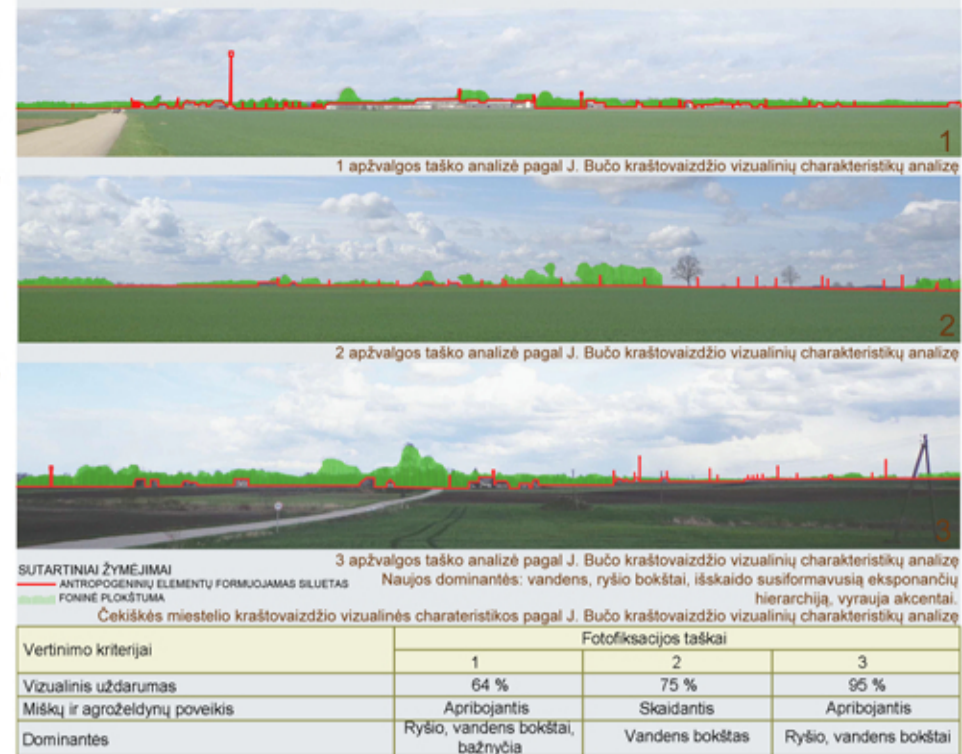 1
1 apžvalgos taško analizė pagal J. Bučo kraštovaizdžio vizualinių charakteristikų analizę
2
2 apžvalgos taško analizė pagal J. Bučo kraštovaizdžio vizualinių charakteristikų analizę
3
3 apžvalgos taško analizė pagal J. Bučo kraštovaizdžio vizualinių charakteristikų analizę
SUTARTINIAI ŽYMĖJIMAI
ANTROPOGENINIŲ ELEMENTŲ FORMUOJAMAS SILUETAS
FONINĖ PLOKŠTUMA
Naujos dominantės: vandens, ryšio bokštai, išskaido susiformavusią eksponančių
hierarchiją, vyrauja akcentai.
Čekiškės miestelio kraštovaizdžio vizualinės charateristikos pagal J. Bučo kraštovaizdžio vizualinių charakteristikų analizę
Vertinimo kriterijai
Fotofiksacijos taškai
1 2 3
Vizualinis uždarumas 64 % 75 % 95 %
Miškų ir agroželdynų poveikis Apribojantis Skaidantis Apribojantis
Dominantės Ryšio, vandens bokštai, bažnyčia Vandens bokštas Ryšio, vandens bokštai